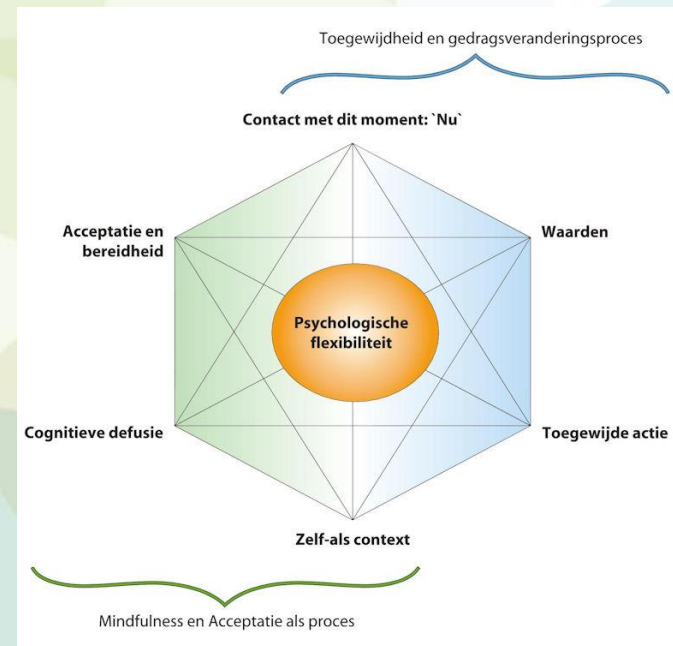 Toegewijdheid en gedragsveranderingsproces
Contact met dit moment: `Nu`
Acceptatie en
bereidheid
Waarden
Psychologische
flexibiliteit
Cognitieve defusie
Toegewijde actie
Zelf-als context
Mindfulness en Acceptatie als proces